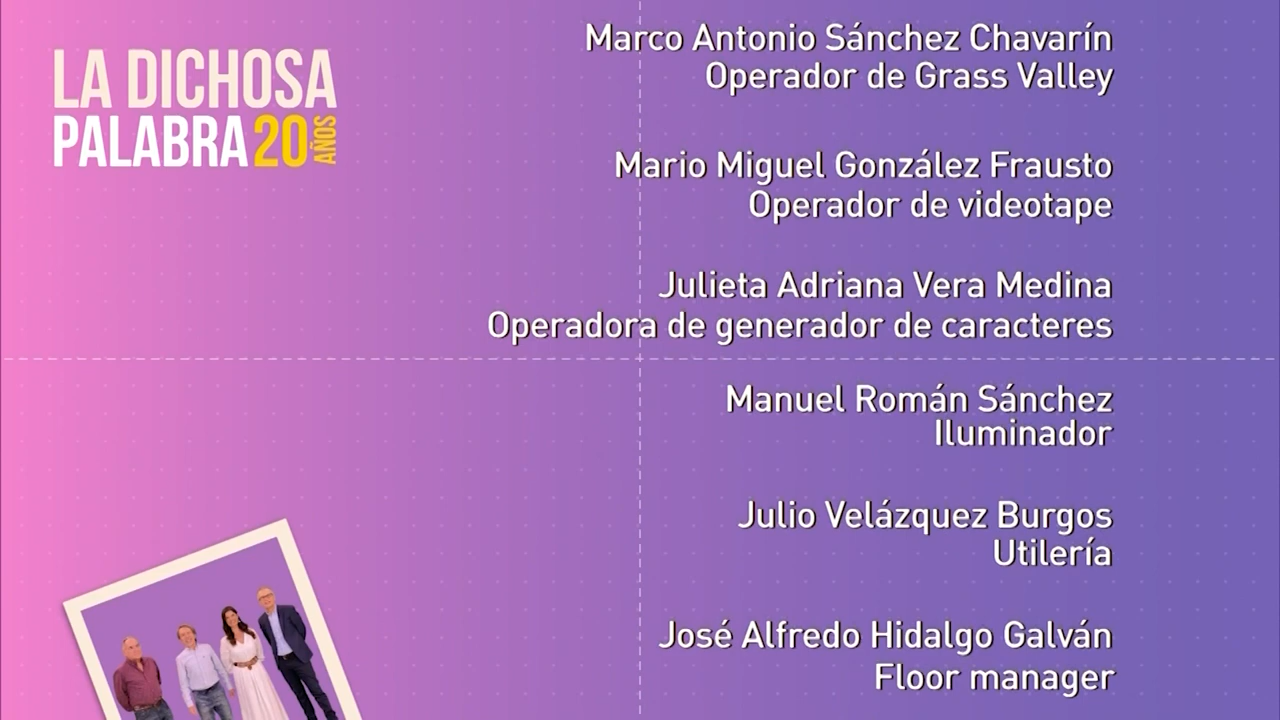 LA DICHOSA
PALABRA 20 AÑOS
Marco Antonio Sánchez Chavarín
Operador de Grass Valley
Mario Miguel González Frausto
Operador de videotape
Julieta Adriana Vera Medina
Operadora de generador de caracteres
Manuel Román Sánchez
Iluminador
Julio Velázquez Burgos
Utilería
José Alfredo Hidalgo Galván
Floor manager